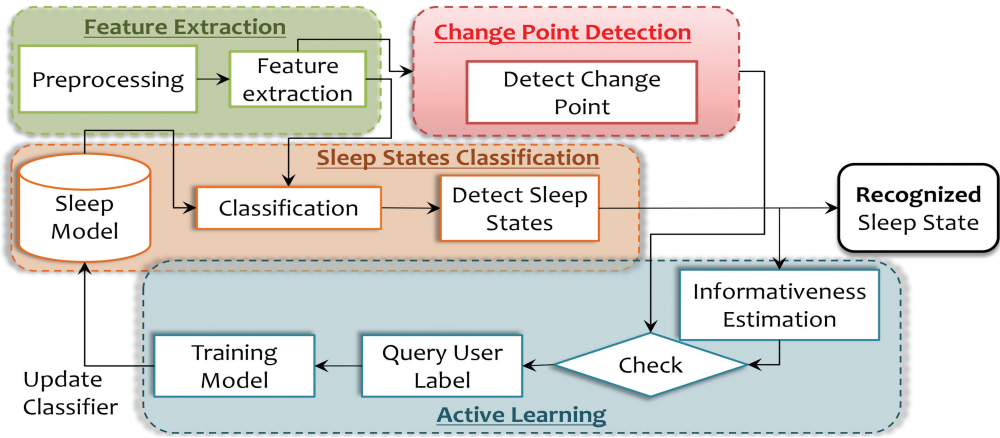 Feature Extraction
Preprocessing
Feature
extraction
Change Point Detection
Detect Change
Point
Sleep States Classification
Sleep
Model
Classification
Detect Sleep
States
Recognized
Sleep State
Informativeness
Estimation
Check
Query User
Label
Training
Model
Update
Classifier
Active Learning